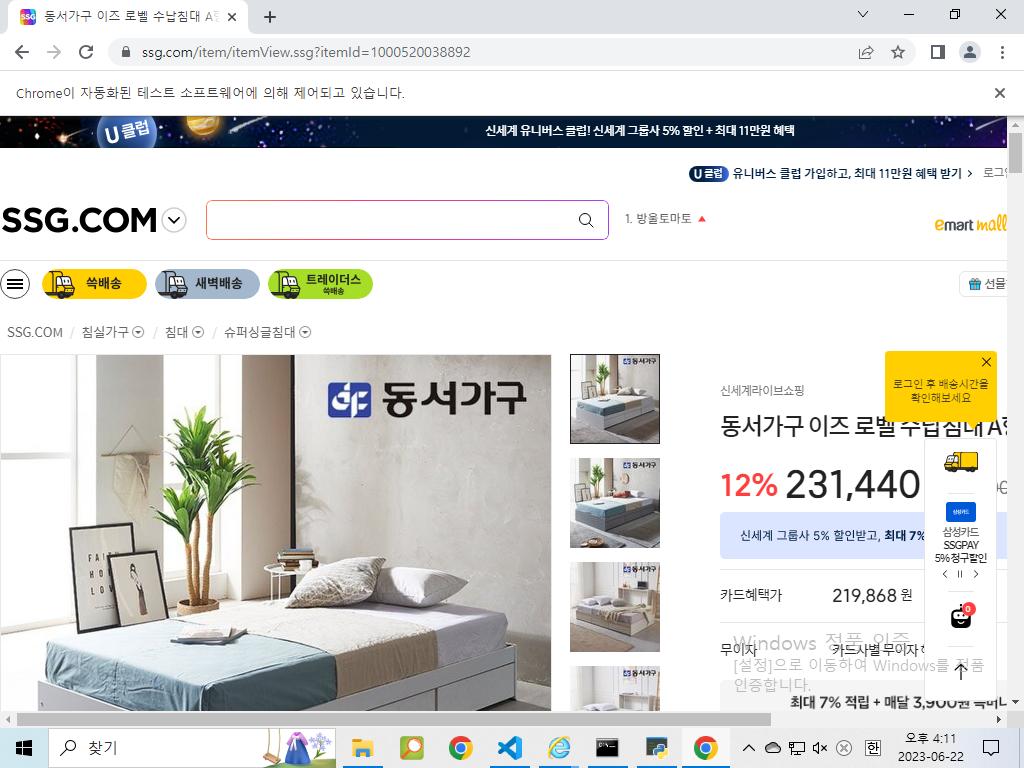 동서가구 이즈 로벨 수납침대 A형
ssg.com/item/itemView.ssg?itemId=1000520038892
Chrome이 자동화된 테스트 소프트웨어에 의해 제어되고 있습니다.
U 클럽
신세계 유니버스 클럽! 신세계 그룹사 5% 할인 + 최대 11만원 혜택
U 클럽 유니버스 클럽 가입하고, 최대 11만원 혜택 받기
로그인
SSG.COM
1. 방울토마토
emart mall
쓱배송
새벽배송
트레이더스
쓱배송
선물
SSG.COM / 침실가구 / 침대 / 슈퍼싱글침대
동서가구
신세계라이브쇼핑
로그인 후 배송시간을
확인해보세요
동서가구 이즈 로벨 수납침대 A형
12% 231,440
신세계 그룹사 5% 할인받고, 최대 7%
삼성카드
삼성카드
SSGPAY
5% 청구할인
카드혜택가 219,868 원
0
무이자 카드사별 무이자
Windows 정품 인증
[설정]으로 이동하여 Windows를 정품
인증합니다.
최대 7% 적립 + 매달 3,900원
FAITH
HOPE
LOVE
찾기
오후 4:11
2023-06-22
한